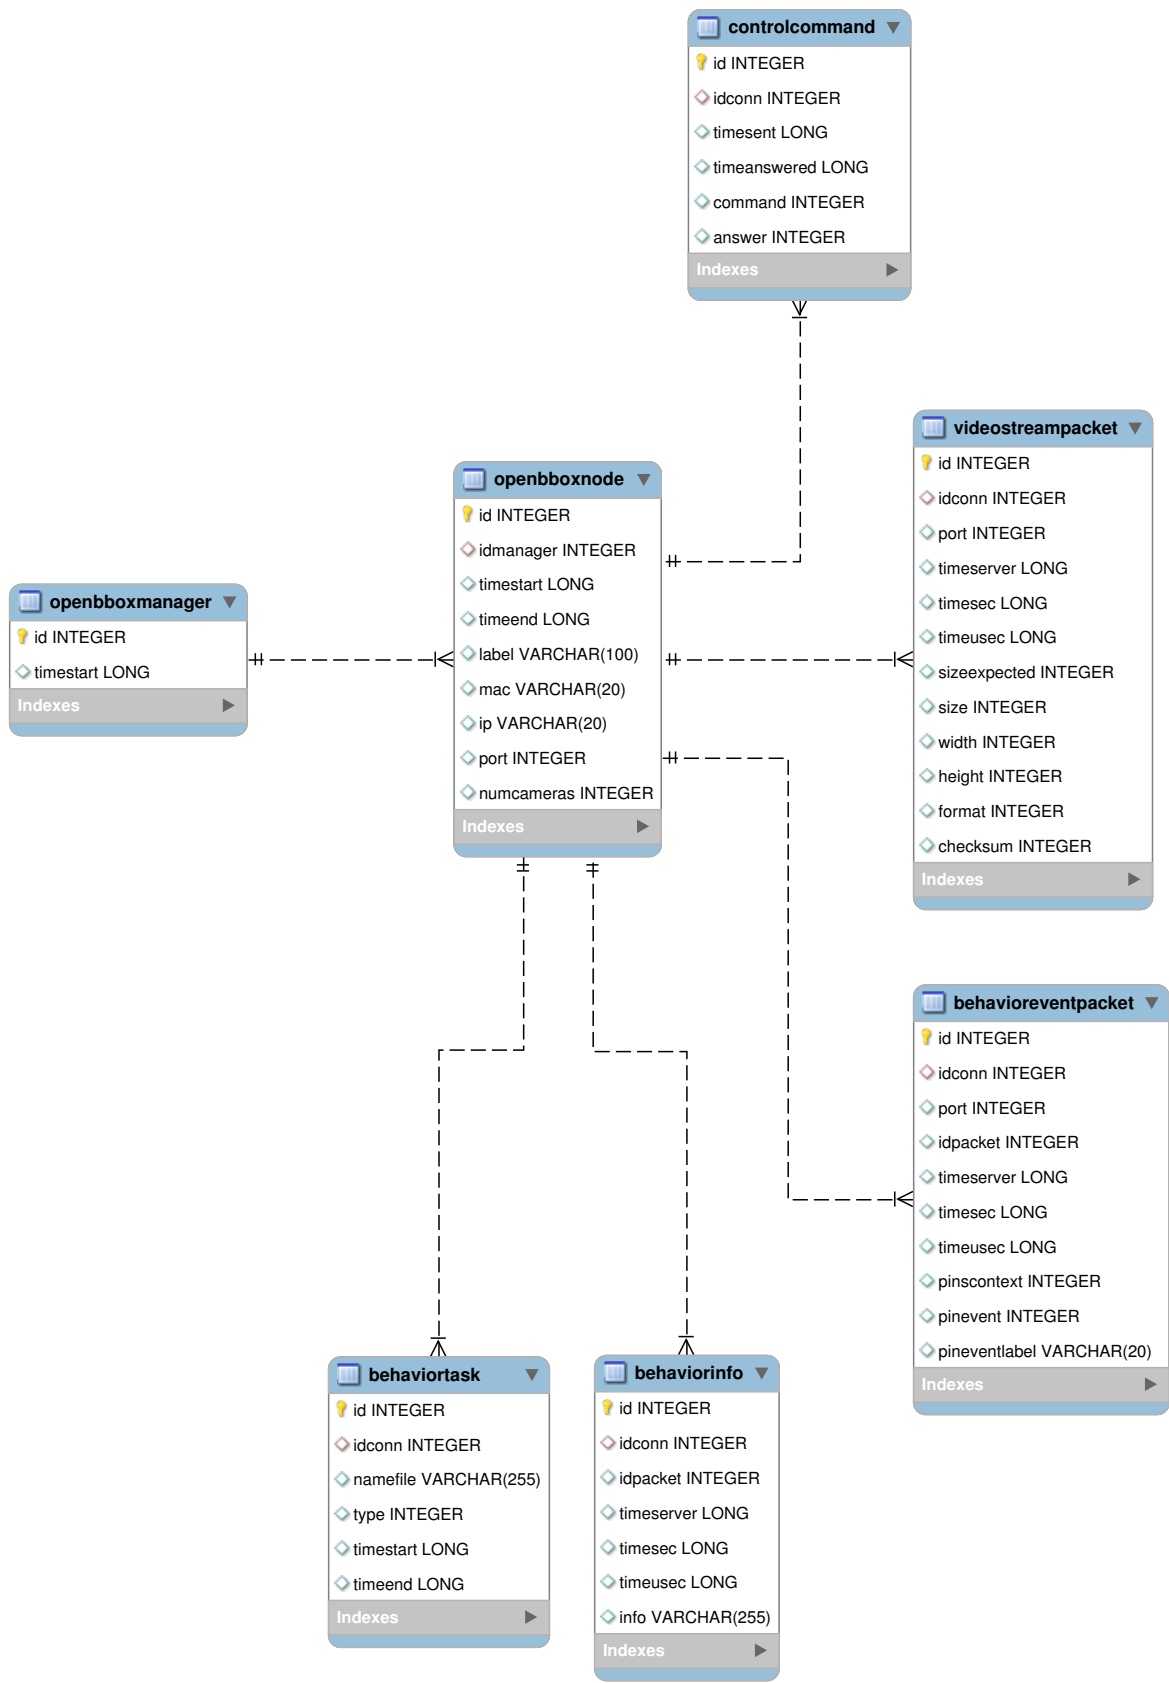 controlcommand
id INTEGER
idconn INTEGER
timesent LONG
timeanswered LONG
command INTEGER
answer INTEGER
Indexes
videostreampacket
id INTEGER
idconn INTEGER
port INTEGER
timeserver LONG
timesec LONG
timeusec LONG
sizeexpected INTEGER
size INTEGER
width INTEGER
height INTEGER
format INTEGER
checksum INTEGER
Indexes
openbboxnode
id INTEGER
idmanager INTEGER
timestart LONG
timeend LONG
label VARCHAR(100)
mac VARCHAR(20)
ip VARCHAR(20)
port INTEGER
numcameras INTEGER
Indexes
openbboxmanager
id INTEGER
timestart LONG
Indexes
behavioreventpacket
id INTEGER
idconn INTEGER
port INTEGER
idpacket INTEGER
timeserver LONG
timesec LONG
timeusec LONG
pinscontext INTEGER
pinevent INTEGER
pineventlabel VARCHAR(20)
Indexes
behaviortask
id INTEGER
idconn INTEGER
namefile VARCHAR(255)
type INTEGER
timestart LONG
timeend LONG
Indexes
behaviorinfo
id INTEGER
idconn INTEGER
idpacket INTEGER
timeserver LONG
timesec LONG
timeusec LONG
info VARCHAR(255)
Indexes